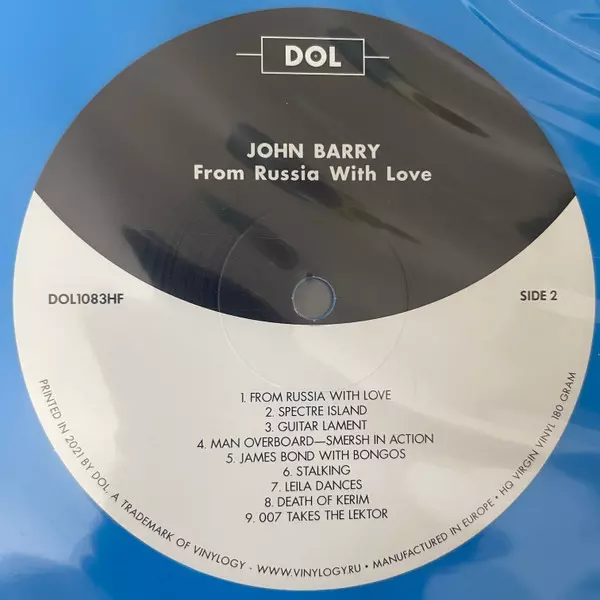 DOL
JOHN BARRY
From Russia With Love
DOL1083HF
SIDE 2
1. FROM RUSSIA WITH LOVE
2. SPECTRE ISLAND
3. GUITAR LAMENT
4. MAN OVERBOARD—SMERSH IN ACTION
5. JAMES BOND WITH BONGOS
6. STALKING
7. LEILA DANCES
8. DEATH OF KERIM
9. 007 TAKES THE LEKTOR
PRINTED IN 2021 BY DOL. A TRADEMARK OF VINYLOGY - WWW.VINYLOGY.RU • MANUFACTURED IN EUROPE • HQ VIRGIN VINYL 180 GRAM